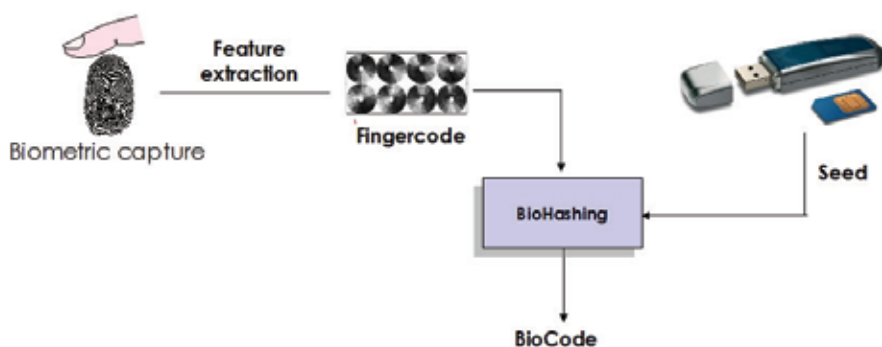 Feature
extraction
Biometric capture
Fingercode
Seed
BioHashing
BioCode